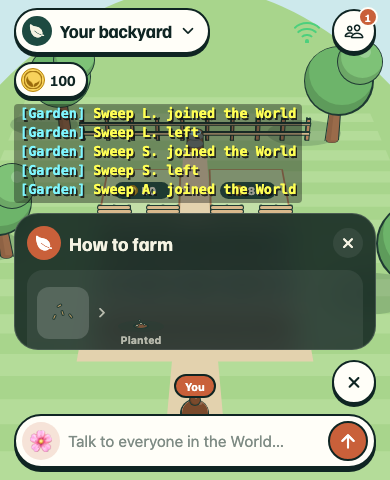 Your backyard
1
100
[Garden] Sweep L. joined the World
[Garden] Sweep L. left
[Garden] Sweep S. joined the World
[Garden] Sweep S. left
[Garden] Sweep A. joined the World
How to farm
Planted
You
Talk to everyone in the World...